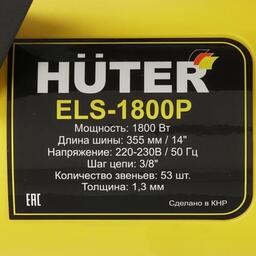 HÜTER
ELS-1800P
Мощность: 1800 Вт
Длина шины: 355 мм / 14"
Напряжение: 220-230В / 50 Гц
Шаг цепи: 3/8"
Количество звеньев: 53 шт.
Толщина: 1,3 мм
EAC Сделано в КНР